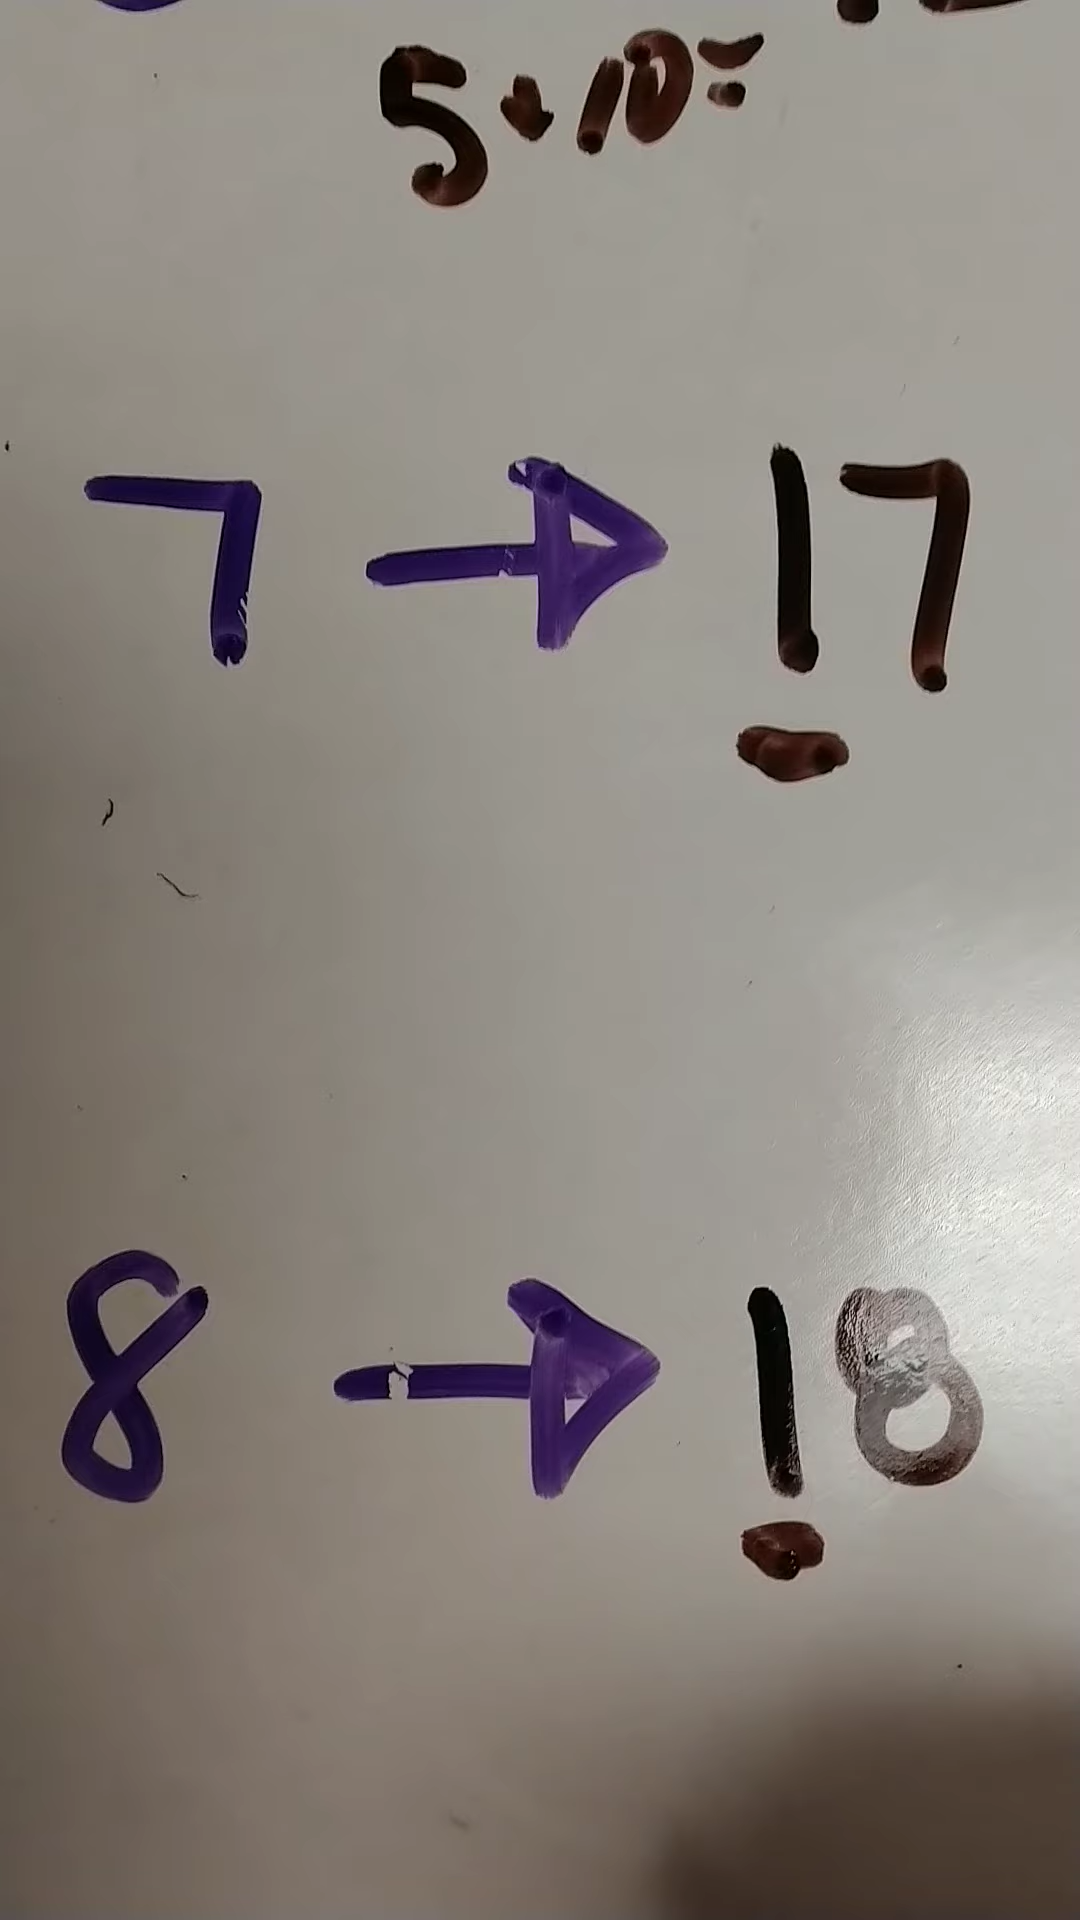 5+10=
7 → 17
8 → 18